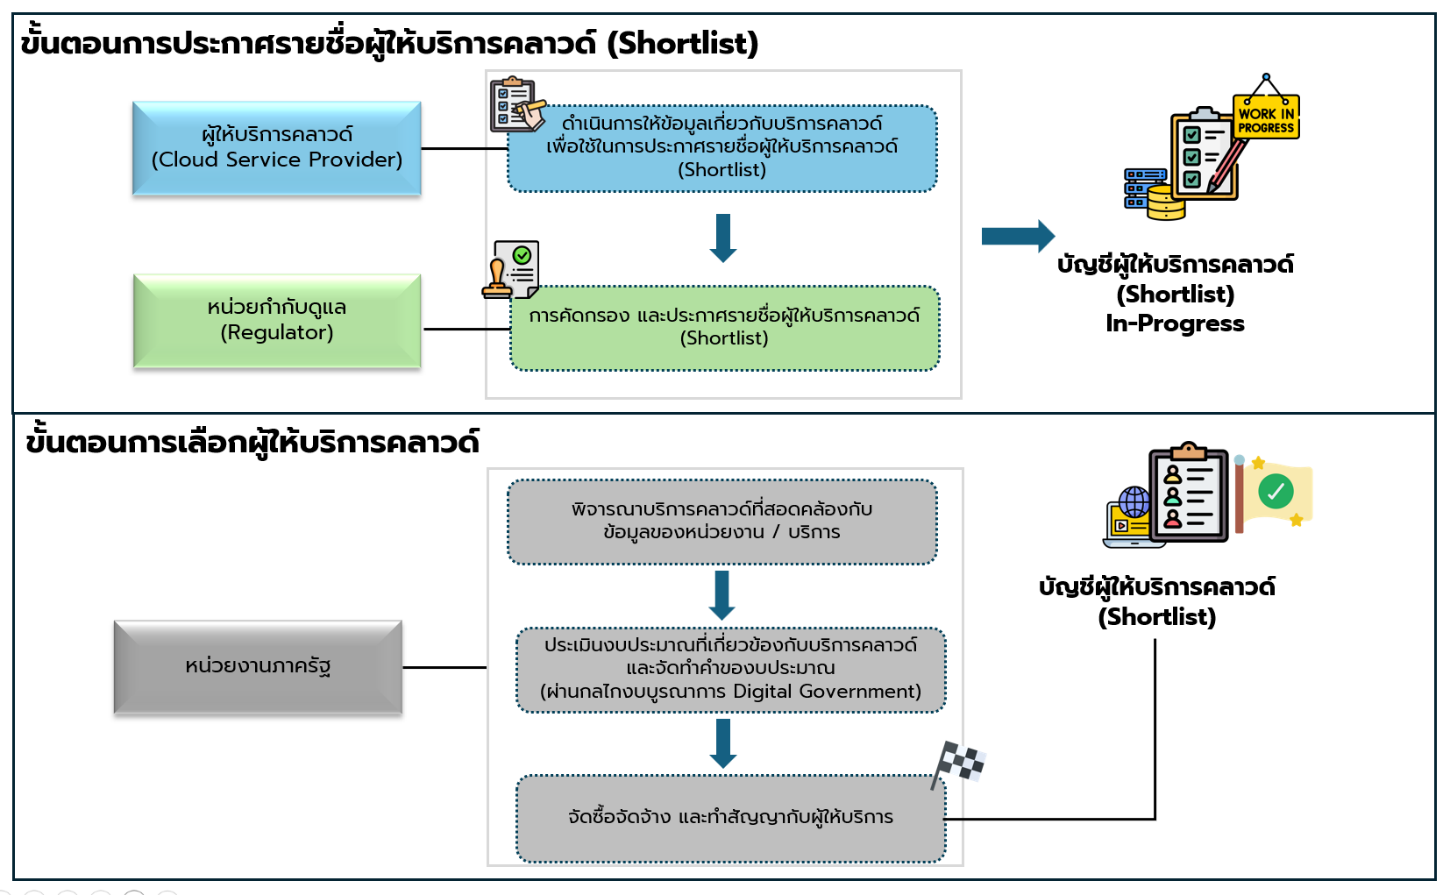 ขั้นตอนการประกาศรายชื่อผู้ให้บริการคลาวด์ (Shortlist)
ผู้ให้บริการคลาวด์
(Cloud Service Provider)
ดำเนินการให้ข้อมูลเกี่ยวกับบริการคลาวด์
เพื่อใช้ในการประกาศรายชื่อผู้ให้บริการคลาวด์
(Shortlist)
WORK IN
PROGRESS
หน่วยกำกับดูแล
(Regulator)
การคัดกรอง และประกาศรายชื่อผู้ให้บริการคลาวด์
(Shortlist)
บัญชีผู้ให้บริการคลาวด์
(Shortlist)
In-Progress
ขั้นตอนการเลือกผู้ให้บริการคลาวด์
พิจารณาบริการคลาวด์ที่สอดคล้องกับ
ข้อมูลของหน่วยงาน / บริการ
หน่วยงานภาครัฐ
ประเมินงบประมาณที่เกี่ยวข้องกับบริการคลาวด์
และจัดทำคำของบประมาณ
(ผ่านกลไกงบบูรณาการ Digital Government)
จัดซื้อจัดจ้าง และทำสัญญากับผู้ให้บริการ
บัญชีผู้ให้บริการคลาวด์
(Shortlist)